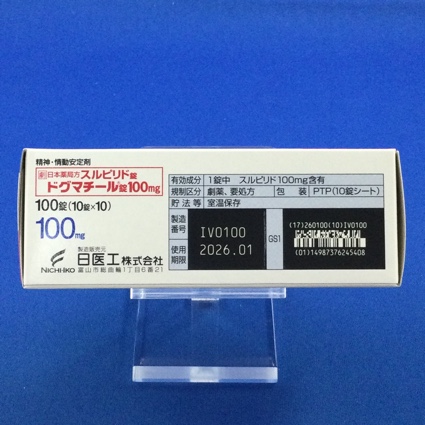 精神・情動安定剤
劇 日本薬局方 スルピリド錠
ドグマチール®錠100mg
100錠(10錠×10)
100mg
製造販売元
日医工株式会社
NICHI-IKO 富山市総曲輪1丁目6番21
有効成分 1錠中 スルピリド100mg含有
規制区分 劇薬、要処方 包装 PTP(10錠シート)
貯法等 室温保存
製造番号 IV0100
使用期限 2026.01
GS1
(17)260100(10)IV0100
(01)14987376245408